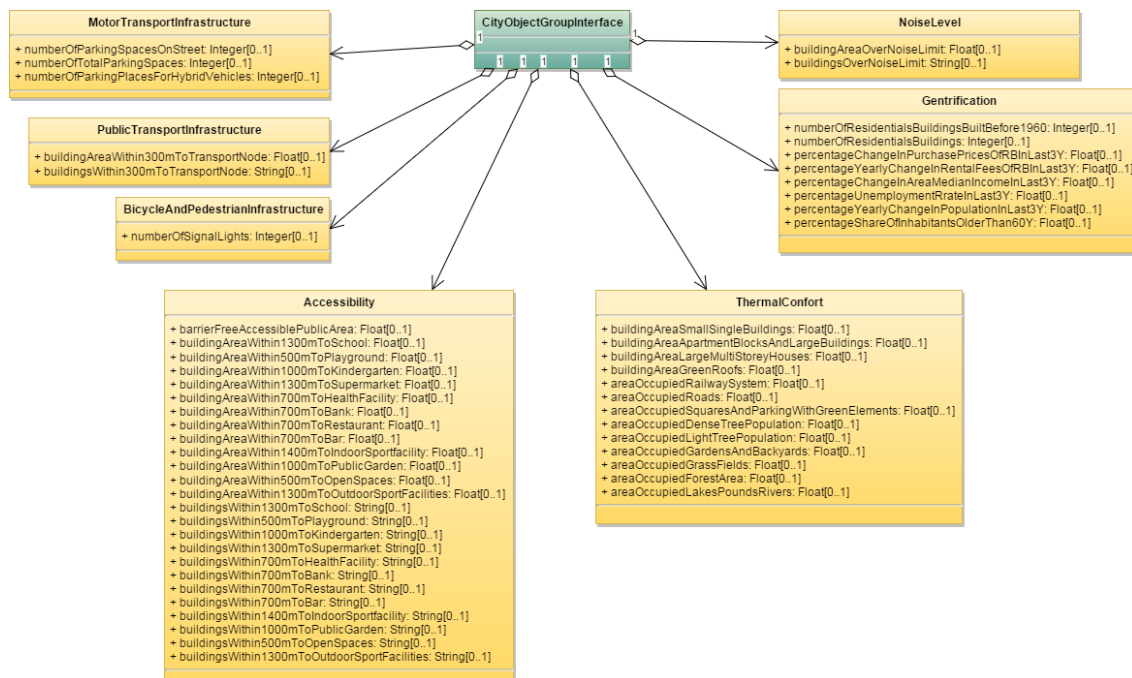 MotorTransportInfrastructure
+ numberOfParkingSpacesOnStreet: Integer[0..1]
+ numberOfTotalParkingSpaces: Integer[0..1]
+ numberOfParkingPlacesForHybridVehicles: Integer[0..1]
CityObjectGroupInterface
1
1
1
1
1
1
1
NoiseLevel
+ buildingAreaOverNoiseLimit: Float[0..1]
+ buildingsOverNoiseLimit: String[0..1]
PublicTransportInfrastructure
+ buildingAreaWithin300mToTransportNode: Float[0..1]
+ buildingsWithin300mToTransportNode: String[0..1]
Gentrification
+ numberOfResidentialsBuildingsBuiltBefore1960: Integer[0..1]
+ numberOfResidentialsBuildings: Integer[0..1]
+ percentageChangeInPurchasePricesOfRBInLast3Y: Float[0..1]
+ percentageYearlyChangeInRentalFeesOfRBInLast3Y: Float[0..1]
+ percentageChangeInAreaMedianIncomeInLast3Y: Float[0..1]
+ percentageUnemploymentRrateInLast3Y: Float[0..1]
+ percentageYearlyChangeInPopulationInLast3Y: Float[0..1]
+ percentageShareOfInhabitantsOlderThan60Y: Float[0..1]
BicycleAndPedestrianInfrastructure
+ numberOfSignalLights: Integer[0..1]
Accessibility
+ barrierFreeAccessiblePublicArea: Float[0..1]
+ buildingAreaWithin1300mToSchool: Float[0..1]
+ buildingAreaWithin500mToPlayground: Float[0..1]
+ buildingAreaWithin1000mToKindergarten: Float[0..1]
+ buildingAreaWithin1300mToSupermarket: Float[0..1]
+ buildingAreaWithin700mToHealthFacility: Float[0..1]
+ buildingAreaWithin700mToBank: Float[0..1]
+ buildingAreaWithin700mToRestaurant: Float[0..1]
+ buildingAreaWithin700mToBar: Float[0..1]
+ buildingAreaWithin1400mToIndoorSportfacility: Float[0..1]
+ buildingAreaWithin1000mToPublicGarden: Float[0..1]
+ buildingAreaWithin500mToOpenSpaces: Float[0..1]
+ buildingAreaWithin1300mToOutdoorSportFacilities: Float[0..1]
+ buildingsWithin1300mToSchool: String[0..1]
+ buildingsWithin500mToPlayground: String[0..1]
+ buildingsWithin1000mToKindergarten: String[0..1]
+ buildingsWithin1300mToSupermarket: String[0..1]
+ buildingsWithin700mToHealthFacility: String[0..1]
+ buildingsWithin700mToBank: String[0..1]
+ buildingsWithin700mToRestaurant: String[0..1]
+ buildingsWithin700mToBar: String[0..1]
+ buildingsWithin1400mToIndoorSportfacility: String[0..1]
+ buildingsWithin1000mToPublicGarden: String[0..1]
+ buildingsWithin500mToOpenSpaces: String[0..1]
+ buildingsWithin1300mToOutdoorSportFacilities: String[0..1]
ThermalConfort
+ buildingAreaSmallSingleBuildings: Float[0..1]
+ buildingAreaApartmentBlocksAndLargeBuildings: Float[0..1]
+ buildingAreaLargeMultiStoreyHouses: Float[0..1]
+ buildingAreaGreenRoofs: Float[0..1]
+ areaOccupiedRailwaySystem: Float[0..1]
+ areaOccupiedRoads: Float[0..1]
+ areaOccupiedSquaresAndParkingWithGreenElements: Float[0..1]
+ areaOccupiedDenseTreePopulation: Float[0..1]
+ areaOccupiedLightTreePopulation: Float[0..1]
+ areaOccupiedGardensAndBackyards: Float[0..1]
+ areaOccupiedGrassFields: Float[0..1]
+ areaOccupiedForestArea: Float[0..1]
+ areaOccupiedLakesPoundsRivers: Float[0..1]